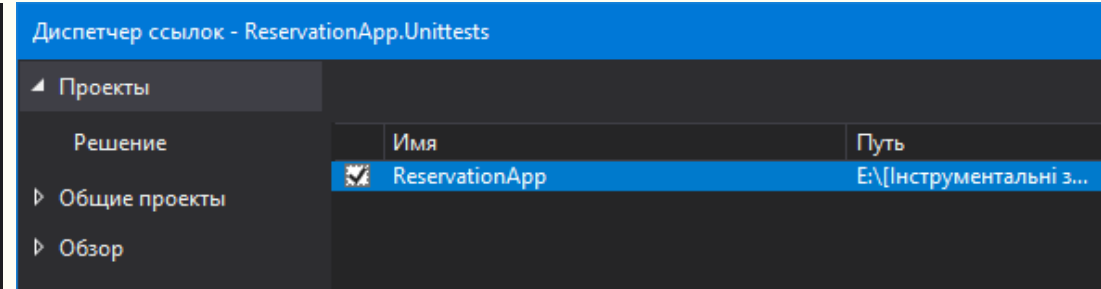 Диспетчер ссылок - ReservationApp.Unittests
Проекты
Решение
Имя Путь
ReservationApp E:\[Інструментальні з...
Общие проекты
Обзор